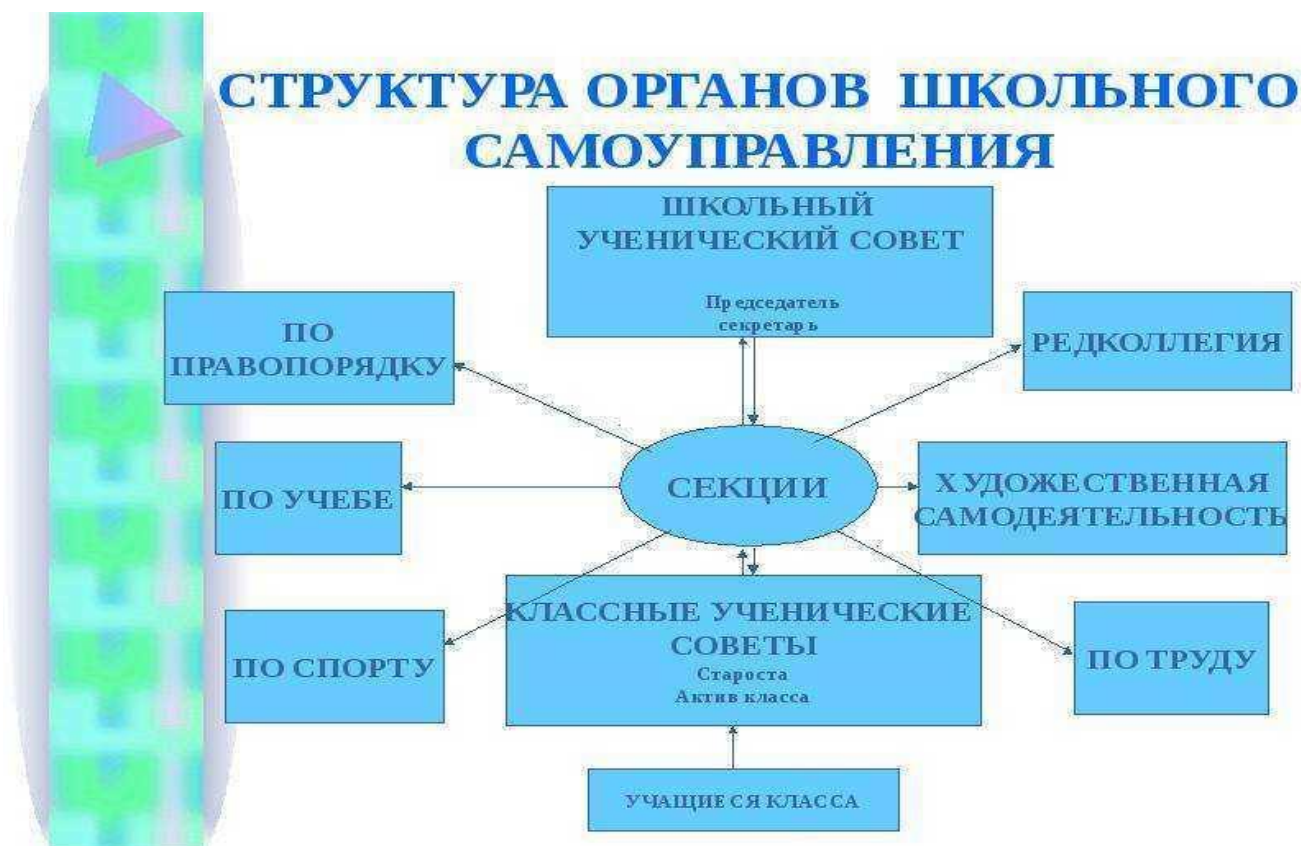 СТРУКТУРА ОРГАНОВ ШКОЛЬНОГО
САМОУПРАВЛЕНИЯ
ШКОЛЬНЫЙ
УЧЕНИЧЕСКИЙ СОВЕТ
Председатель
секретарь
ПО
ПРАВОПОРЯДКУ
РЕДКОЛЛЕГИЯ
ПО УЧЕБЕ
СЕКЦИИ
ХУДОЖЕСТВЕННАЯ
САМОДЕЯТЕЛЬНОСТЬ
ПО СПОРТУ
КЛАССНЫЕ УЧЕНИЧЕСКИЕ
СОВЕТЫ
Староста
Актив класса
ПО ТРУДУ
УЧАЩИЕСЯ КЛАССА